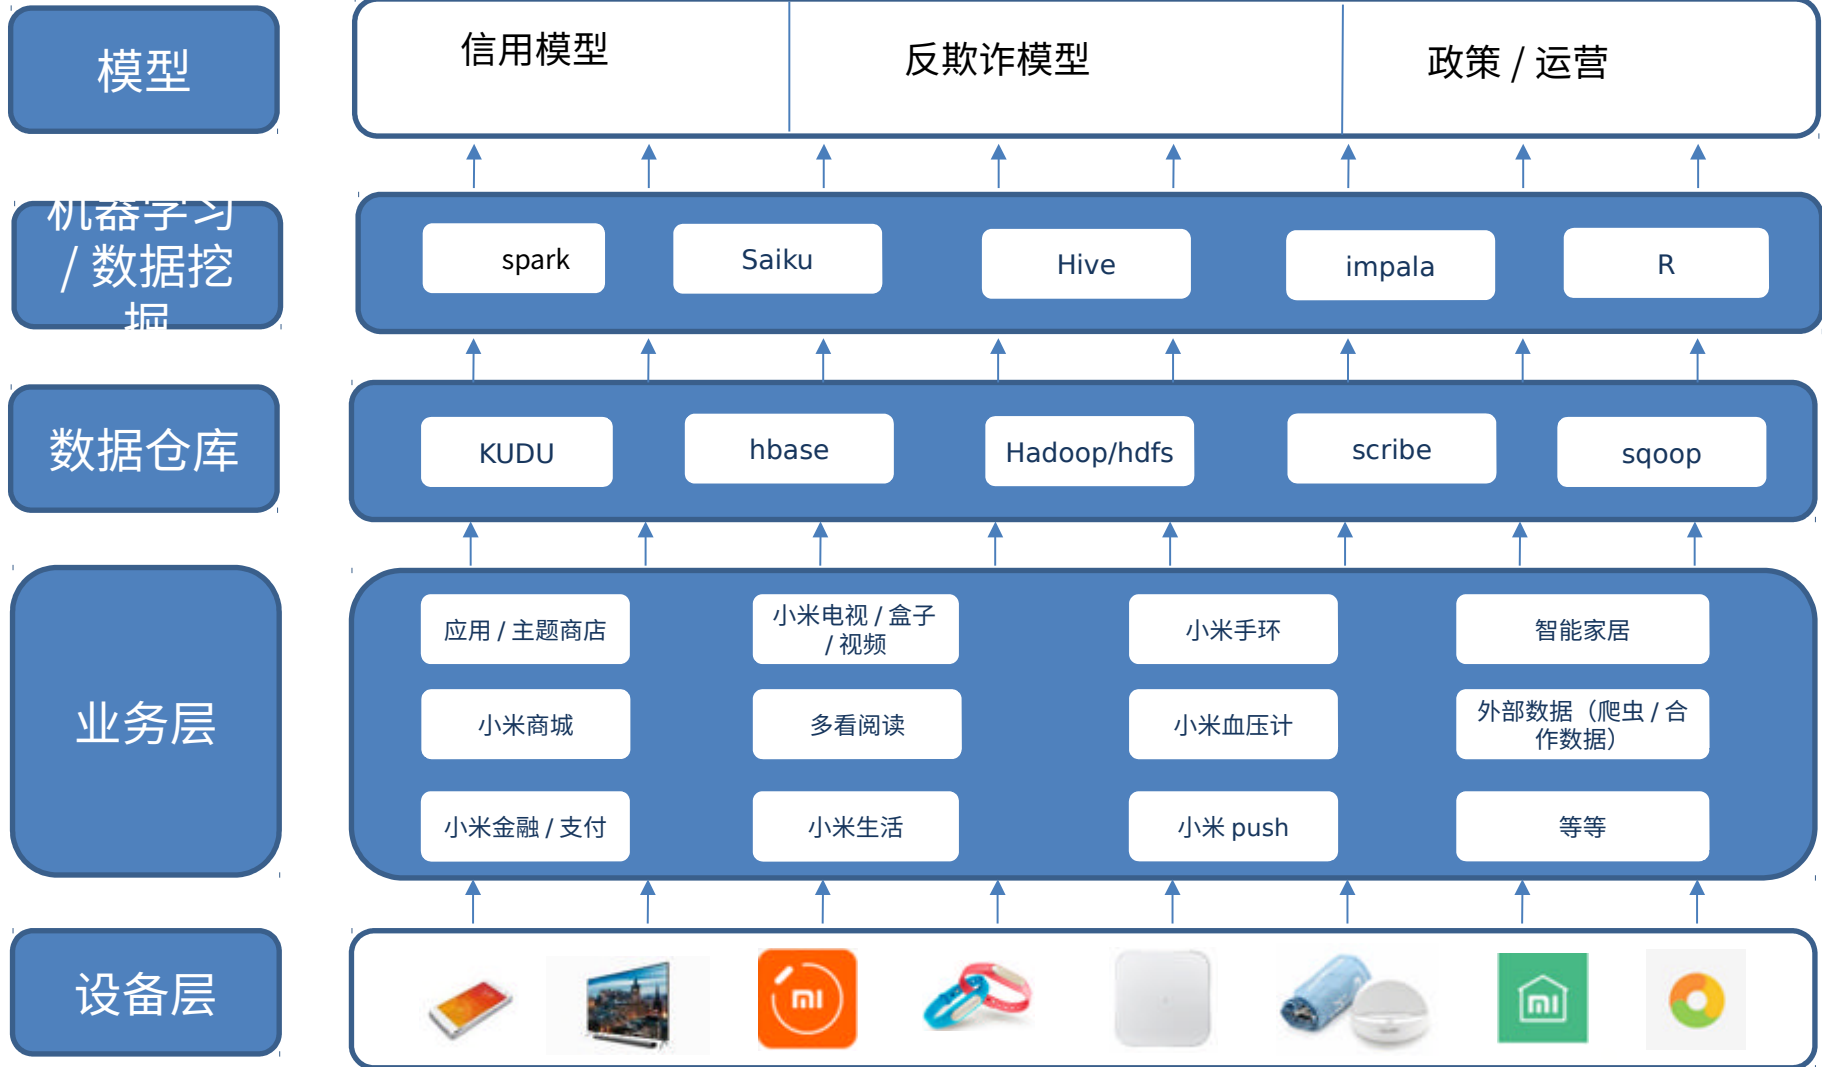 模型
信用模型
反欺诈模型
政策 / 运营
机器学习
/ 数据挖
掘
spark
Saiku
Hive
impala
R
数据仓库
KUDU
hbase
Hadoop/hdfs
scribe
sqoop
业务层
应用 / 主题商店
小米电视 / 盒子
/ 视频
小米手环
智能家居
小米商城
多看阅读
小米血压计
外部数据（爬虫 / 合
作数据）
小米金融 / 支付
小米生活
小米 push
等等
设备层